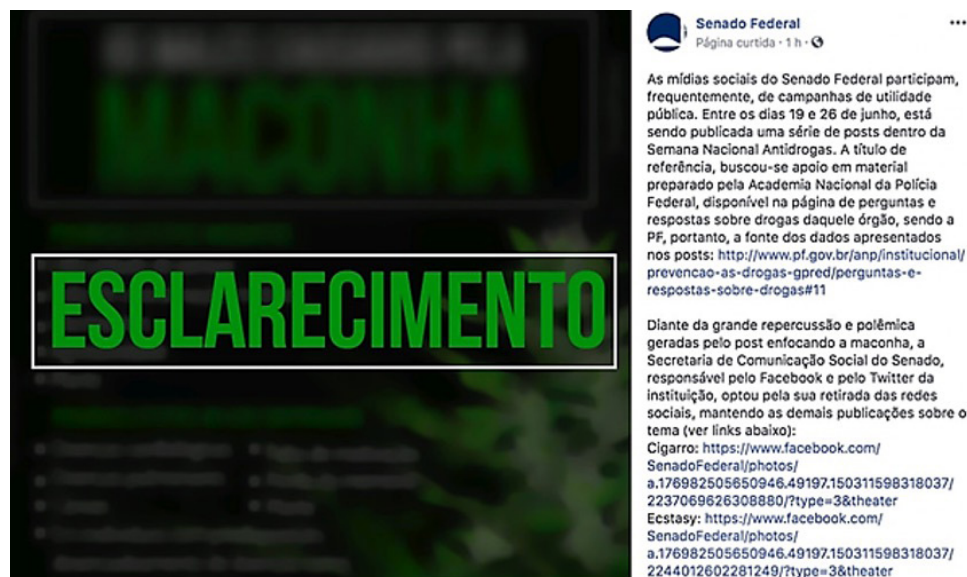 MACONHA
ESCLARECIMENTO
Senado Federal
Página curtida · 1 h ·
As mídias sociais do Senado Federal participam,
frequentemente, de campanhas de utilidade
pública. Entre os dias 19 e 26 de junho, está
sendo publicada uma série de posts dentro da
Semana Nacional Antidrogas. A título de
referência, buscou-se apoio em material
preparado pela Academia Nacional da Polícia
Federal, disponível na página de perguntas e
respostas sobre drogas daquele órgão, sendo a
PF, portanto, a fonte dos dados apresentados
nos posts: http://www.pf.gov.br/anp/institucional/
prevencao-as-drogas-gpred/perguntas-e-
respostas-sobre-drogas#11
Diante da grande repercussão e polêmica
geradas pelo post enfocando a maconha, a
Secretaria de Comunicação Social do Senado,
responsável pelo Facebook e pelo Twitter da
instituição, optou pela sua retirada das redes
sociais, mantendo as demais publicações sobre o
tema (ver links abaixo):
Cigarro: https://www.facebook.com/
SenadoFederal/photos/
a.176982505650946.49197.150311598318037/
2237069626308880/?type=3&theater
Ecstasy: https://www.facebook.com/
SenadoFederal/photos/
a.176982505650946.49197.150311598318037/
2244012602281249/?type=3&theater